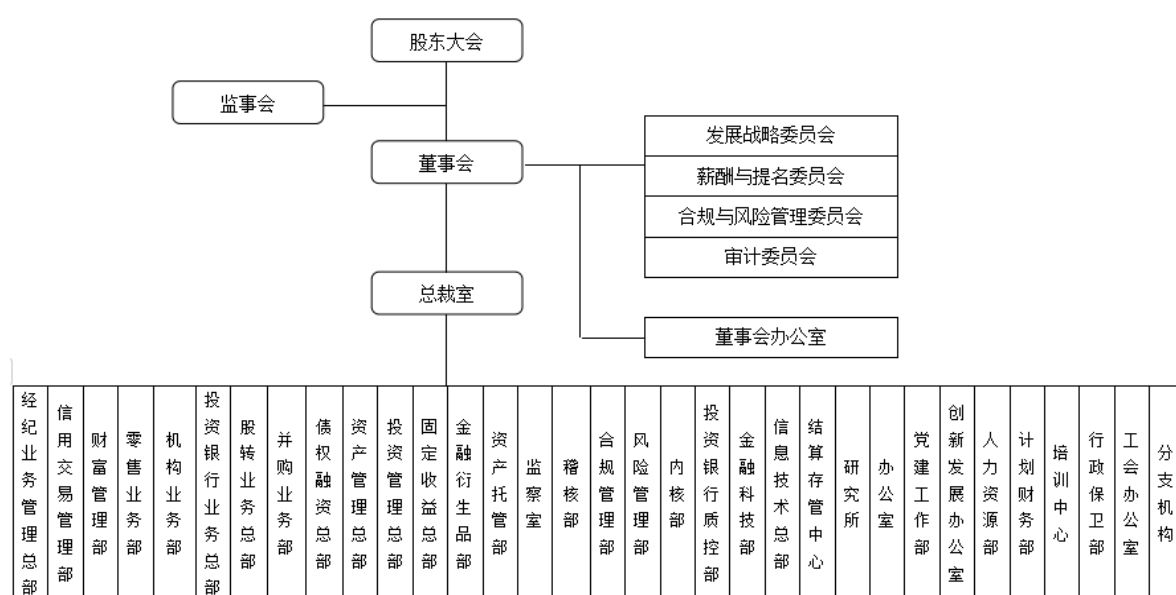 股东大会
监事会
董事会
发展战略委员会
薪酬与提名委员会
合规与风险管理委员会
审计委员会
总裁室
董事会办公室
经纪业务管理总部
信用交易管理部
财富管理部
零售业务部
机构业务部
投资银行业务总部
股转业务总部
并购业务部
债权融资总部
资产管理总部
投资管理总部
固定收益总部
金融衍生品部
资产托管部
监察室
稽核部
合规管理部
风险管理部
内核部
投资银行质控部
金融科技部
信息技术总部
结算存管中心
研究所
办公室
党建工作部
创新发展办公室
人力资源部
计划财务部
培训中心
行政保卫部
工会办公室
分支机构